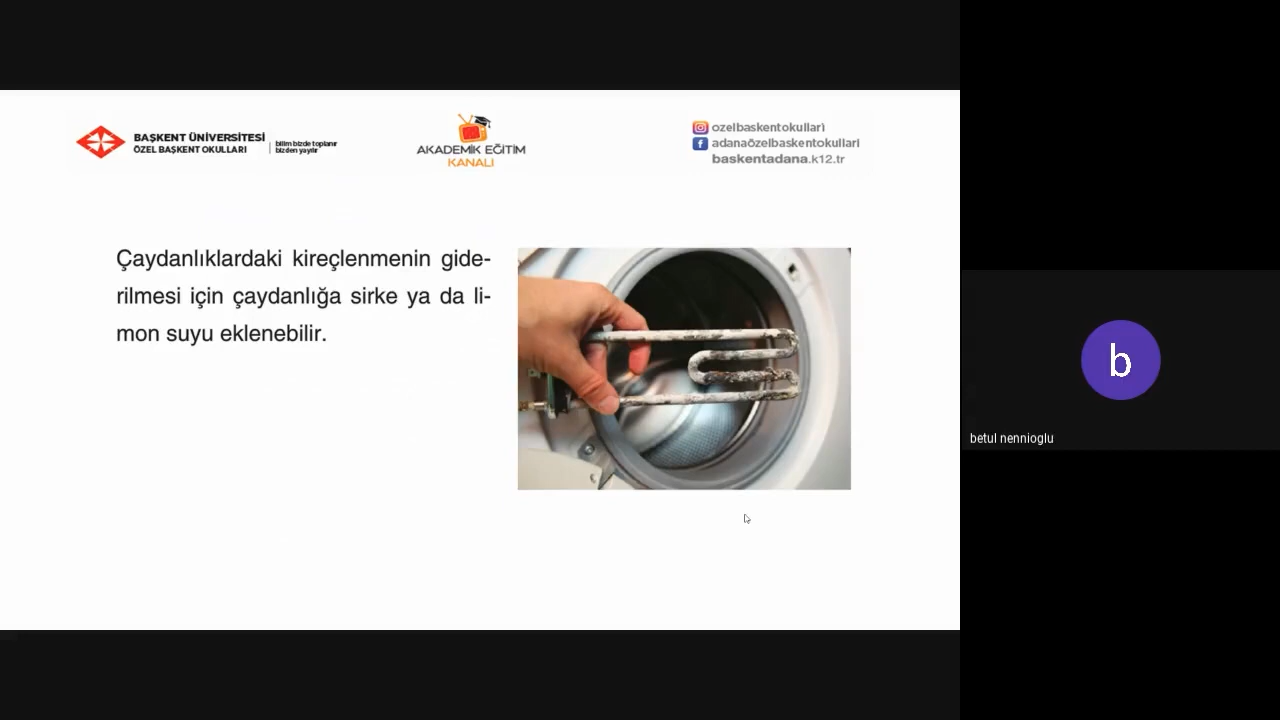 BAŞKENT ÜNİVERSİTESİ
ÖZEL BAŞKENT OKULLARI
bilim bizde toplanır
bizden yayılır
AKADEMİK EĞİTİM
KANALI
ozelbaskentokullari
adanaözelbaskentokullari
baskentadana.k12.tr
Çaydanlıklardaki kireçlenmenin gide-
rilmesi için çaydanlığa sirke ya da li-
mon suyu eklenebilir.
b
betul nennioglu